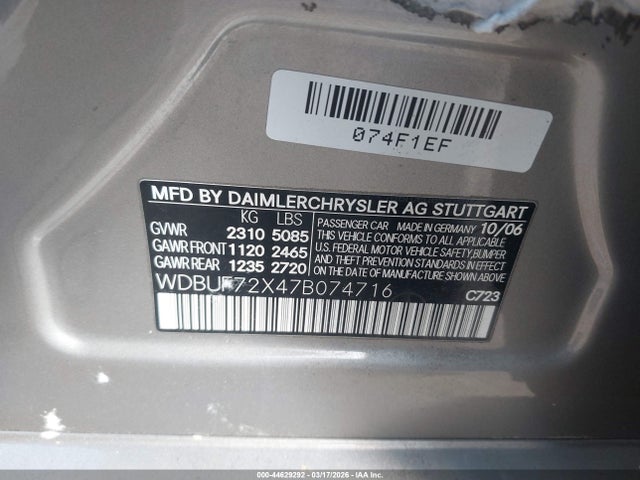 074F1EF
MFD BY DAIMLERCHRYSLER AG STUTTGART
KG LBS
GVWR 2310 5085
GAWR FRONT 1120 2465
GAWR REAR 1235 2720
PASSENGER CAR MADE IN GERMANY 10/06
THIS VEHICLE CONFORMS TO ALL APPLICABLE
U.S. FEDERAL MOTOR VEHICLE SAFETY,BUMPER
AND THEFT PREVENTION STANDARDS IN EFFECT
ON THE DATE OF MANUFACTURE SHOWN ABOVE.
WDBUF72X47B074716
C723
000-44629292 — 03/17/2026 — IAAI Inc.